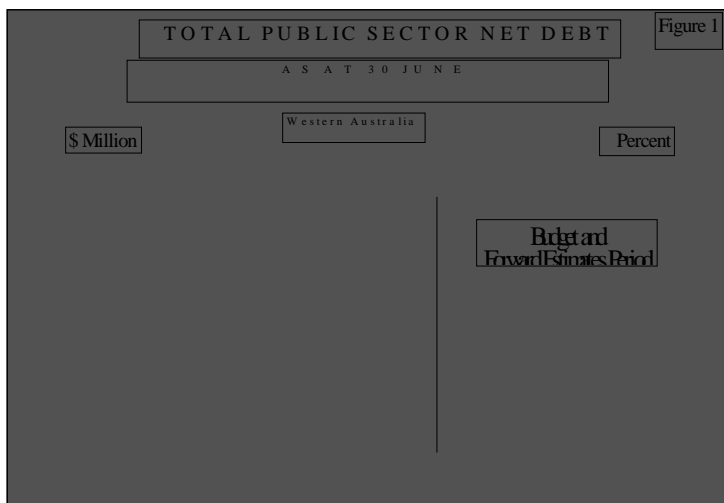 Figure 1
TOTAL PUBLIC SECTOR NET DEBT
AS AT 30 JUNE
Western Australia
$ Million
Percent
Budget and
Forward Estimates Period